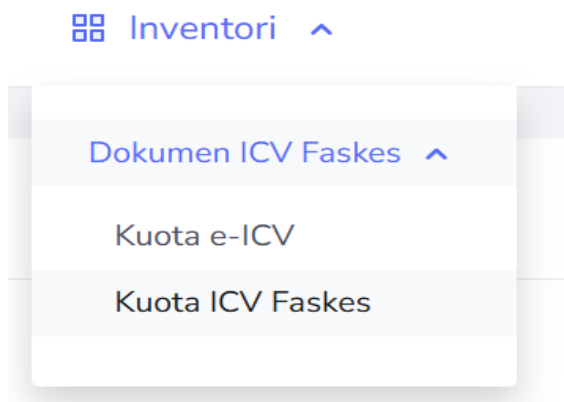 Inventori
Dokumen ICV Faskes
Kuota e-ICV
Kuota ICV Faskes